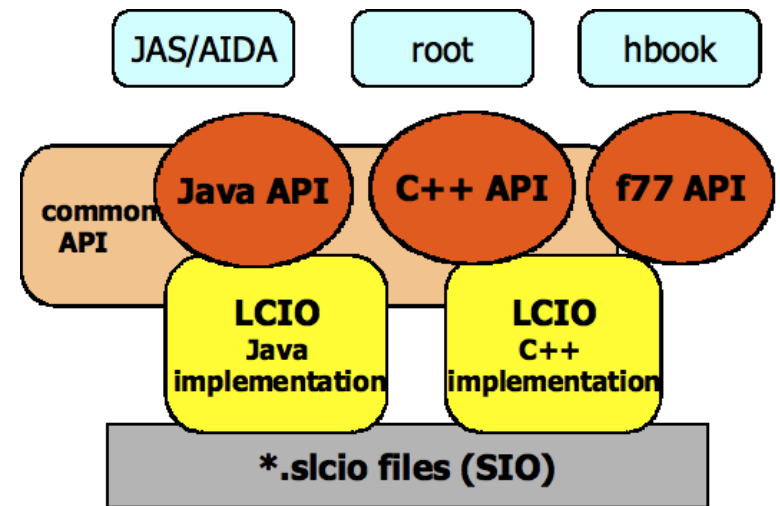 JAS/AIDA
root
hbook
common
API
Java API
C++ API
f77 API
LCIO
Java
implementation
LCIO
C++
implementation
*.slcio files (SIO)